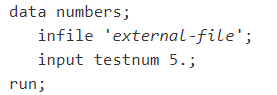 data numbers;
   infile 'external-file';
   input testnum 5.;
run;